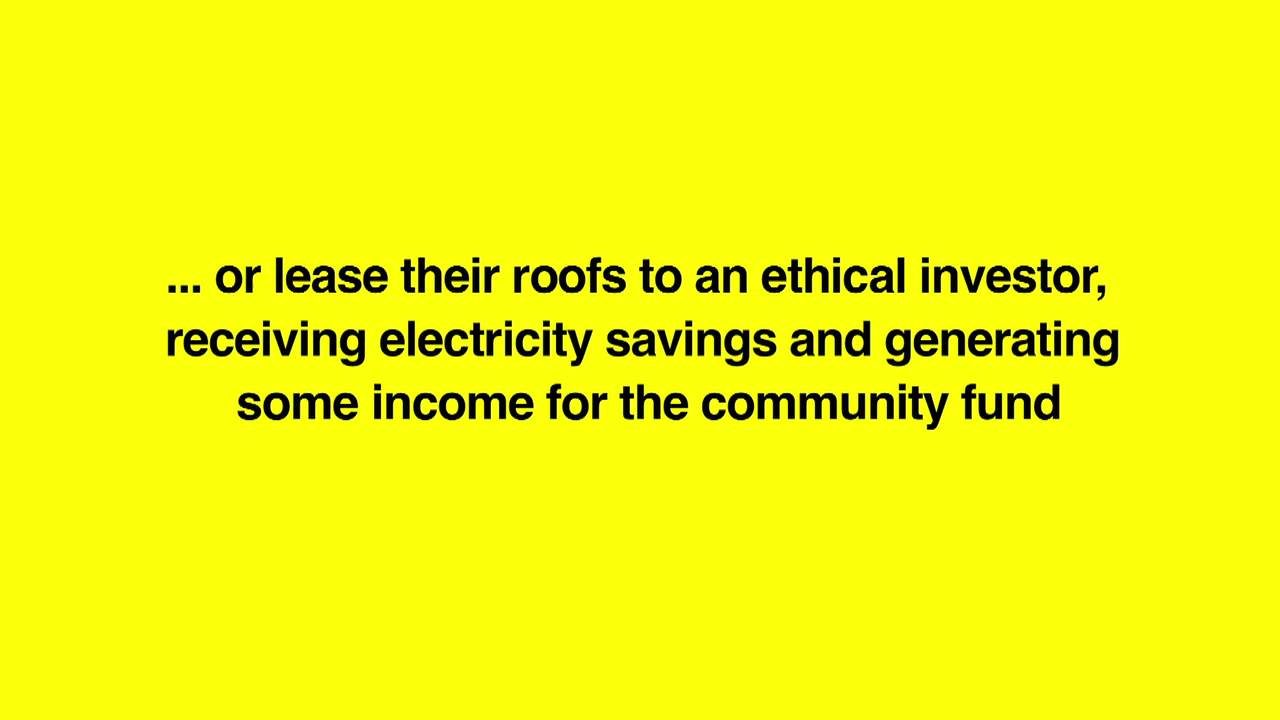 ... or lease their roofs to an ethical investor,
receiving electricity savings and generating
some income for the community fund